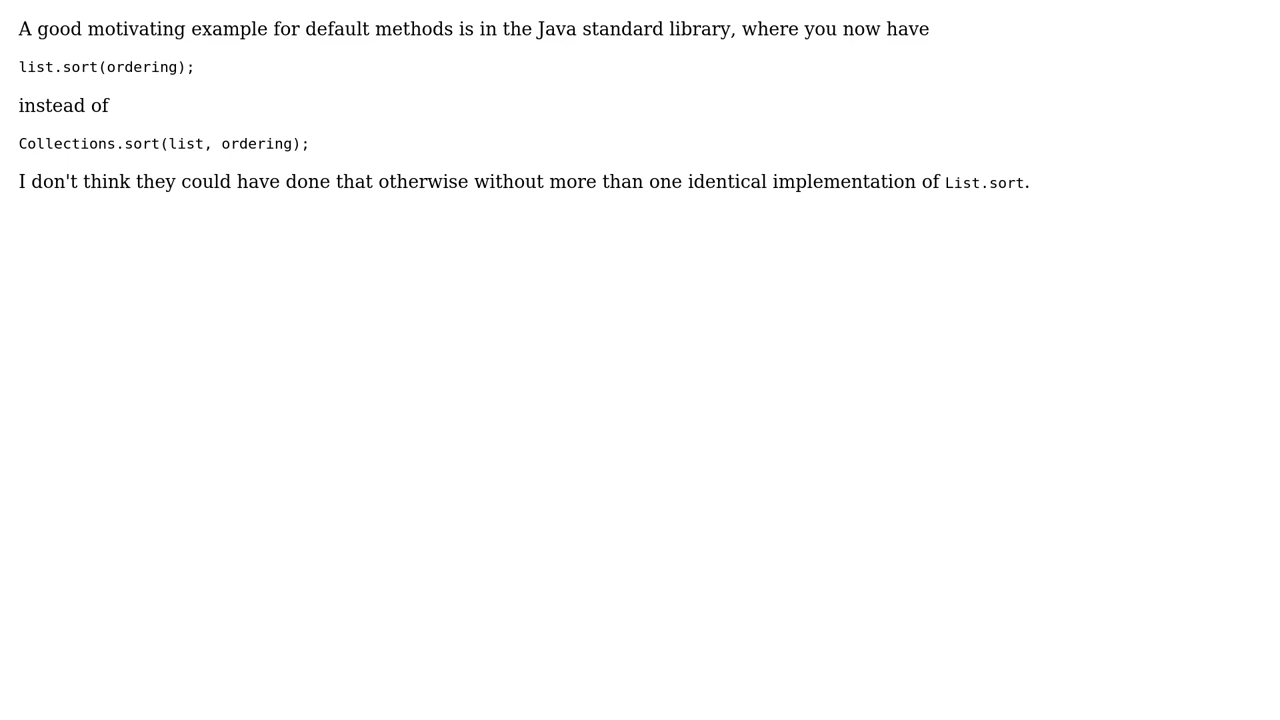 A good motivating example for default methods is in the Java standard library, where you now have
list.sort(ordering);
instead of
Collections.sort(list, ordering);
I don't think they could have done that otherwise without more than one identical implementation of List.sort.